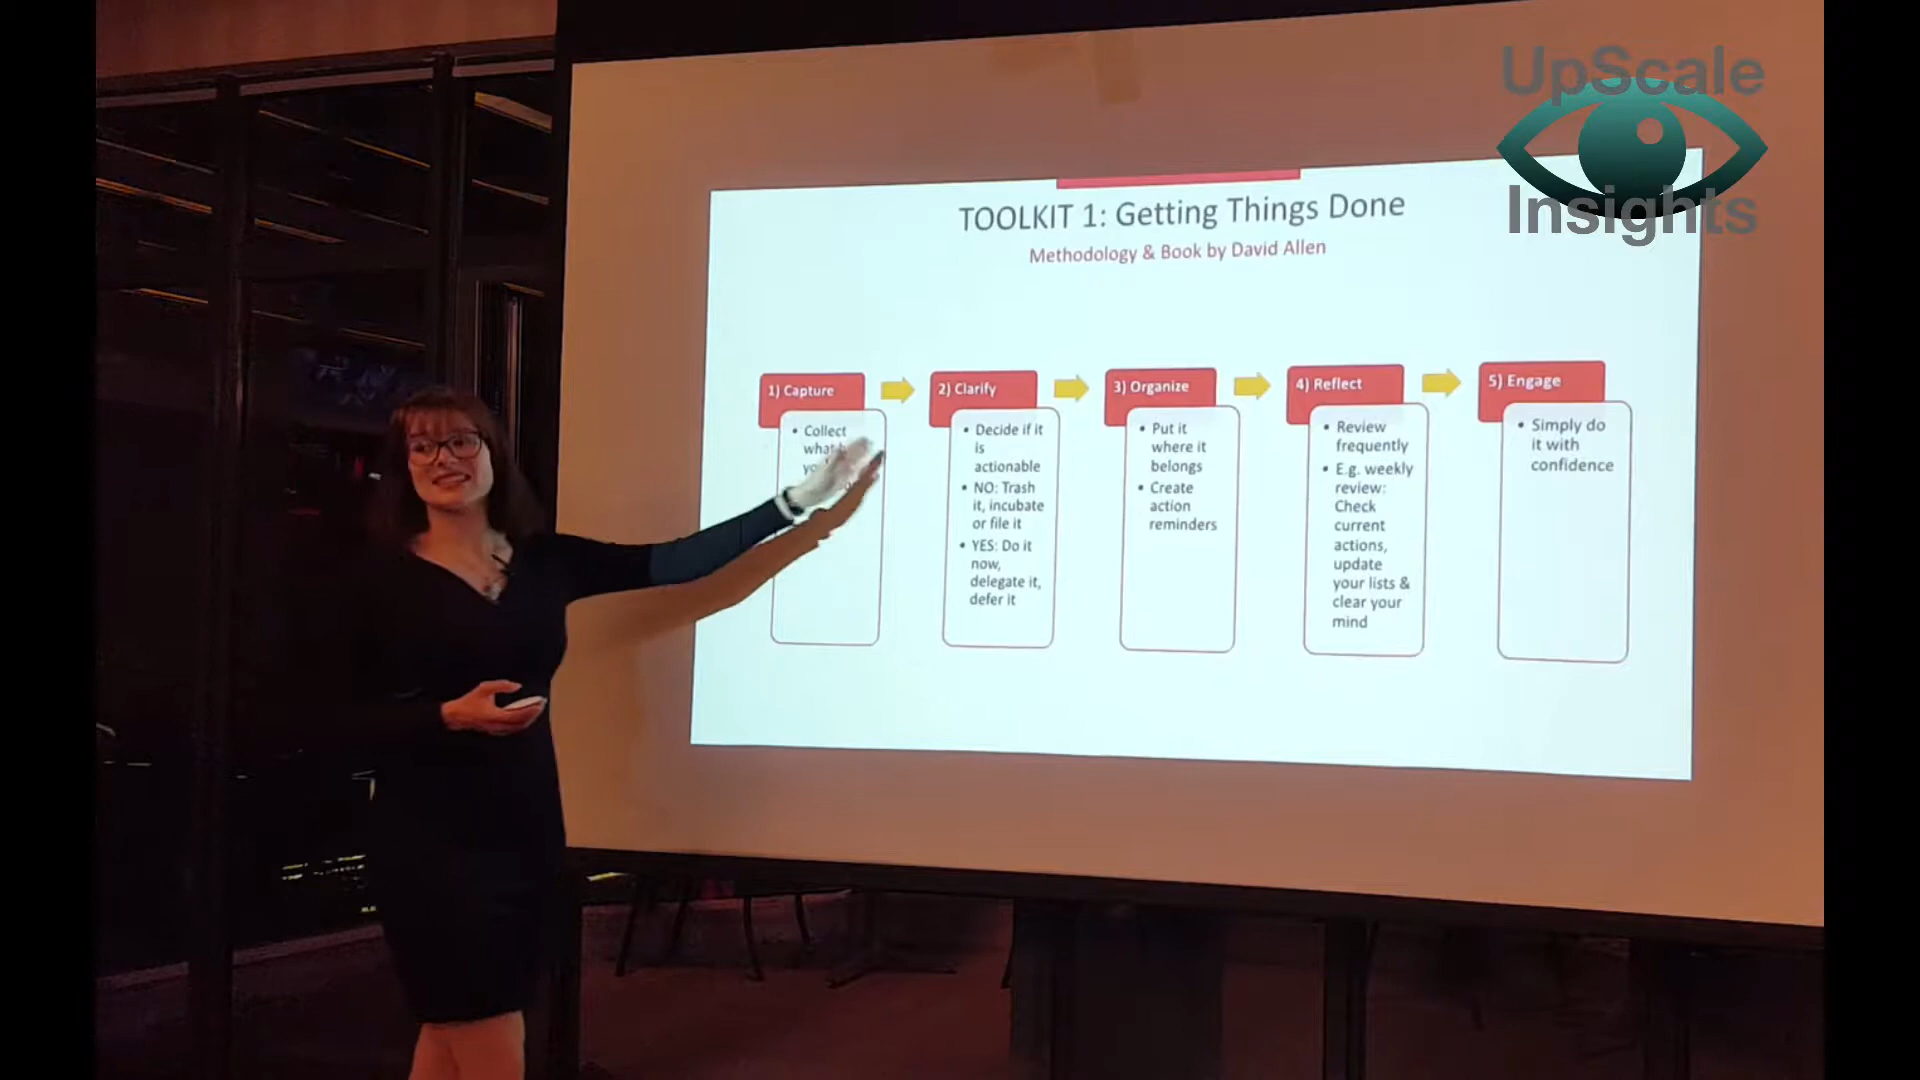 UpScale
Insights
TOOLKIT 1: Getting Things Done
Methodology & Book by David Allen
1) Capture
• Collect
2) Clarify
• Decide if it
is
actionable
• NO: Trash
it, incubate
or file it
• YES: Do it
now,
delegate it,
defer it
3) Organize
• Put it
where it
belongs
• Create
action
reminders
4) Reflect
• Review
frequently
• E.g. weekly
review:
Check
current
actions,
update
your lists &
clear your
mind
5) Engage
• Simply do
it with
confidence